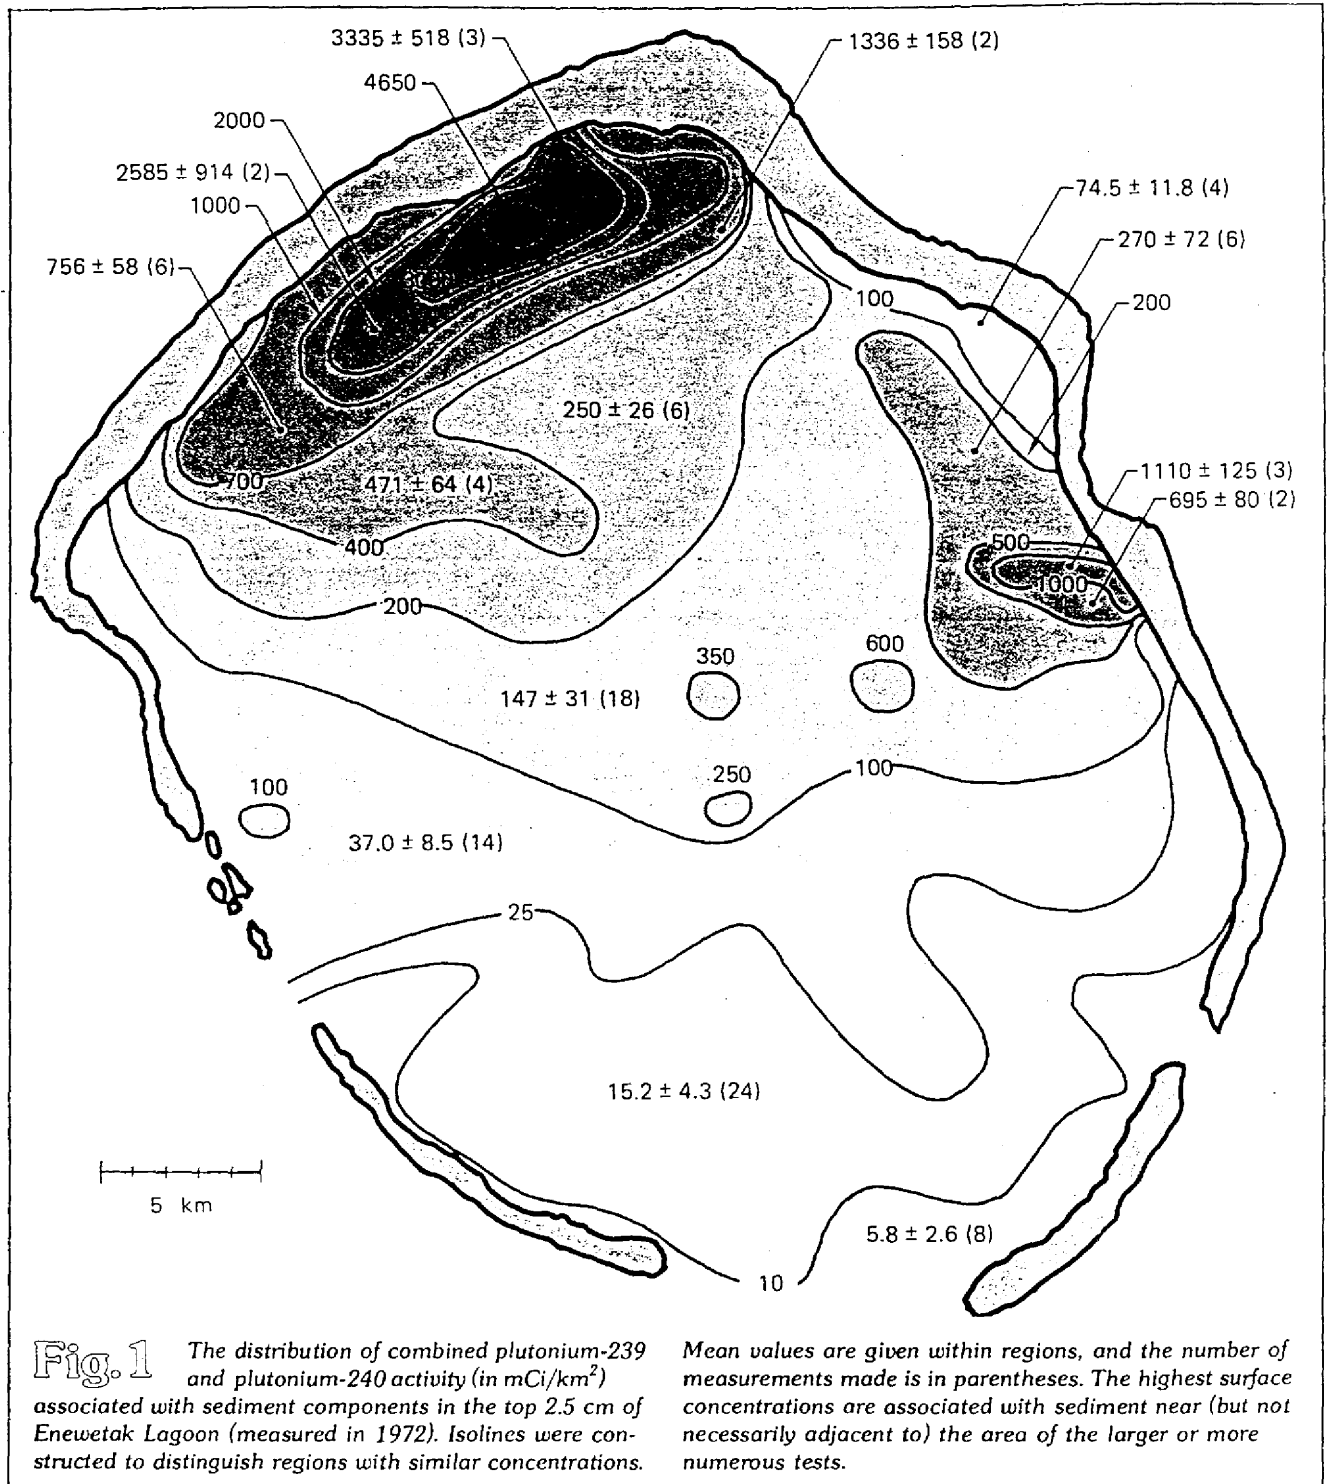 3335 ± 518 (3)
1336 ± 158 (2)
4650
2000
2585 ± 914 (2)
1000
756 ± 58 (6)
74.5 ± 11.8 (4)
270 ± 72 (6)
200
100
250 ± 26 (6)
700
471 ± 64 (4)
1110 ± 125 (3)
695 ± 80 (2)
400
500
1000
200
350
600
147 ± 31 (18)
100
250
100
37.0 ± 8.5 (14)
25
15.2 ± 4.3 (24)
5 km
5.8 ± 2.6 (8)
10
Fig. 1 The distribution of combined plutonium-239
and plutonium-240 activity (in mCi/km²)
associated with sediment components in the top 2.5 cm of
Enewetak Lagoon (measured in 1972). Isolines were con-
structed to distinguish regions with similar concentrations.
Mean values are given within regions, and the number of
measurements made is in parentheses. The highest surface
concentrations are associated with sediment near (but not
necessarily adjacent to) the area of the larger or more
numerous tests.